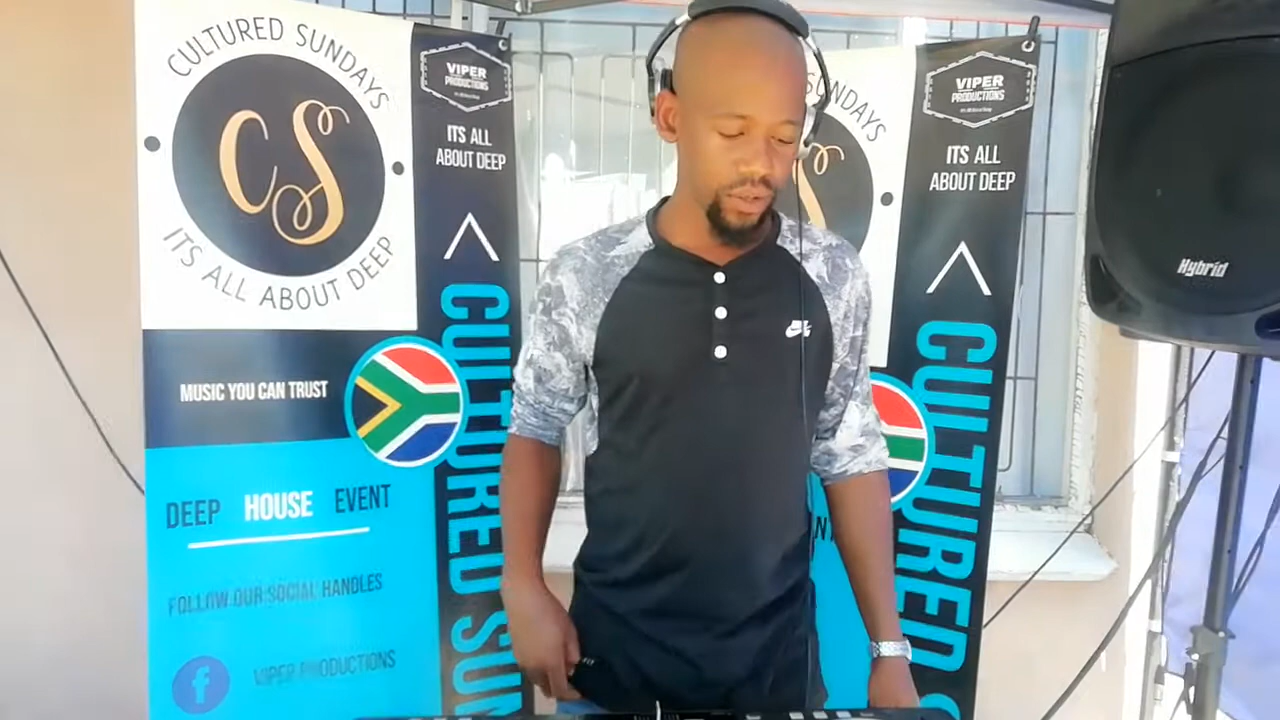 CULTURED SUNDAYS
CS
ITS ALL ABOUT DEEP
MUSIC YOU CAN TRUST
DEEP HOUSE EVENT
FOLLOW OUR SOCIAL HANDLES
f
VIPER PRODUCTIONS
VIPER
PRODUCTIONS
ITS ALL
ABOUT DEEP
CULTURED SUN
SUNDAYS
S
VIPER
PRODUCTIONS
ITS ALL
ABOUT DEEP
CULTURED S
Hybrid